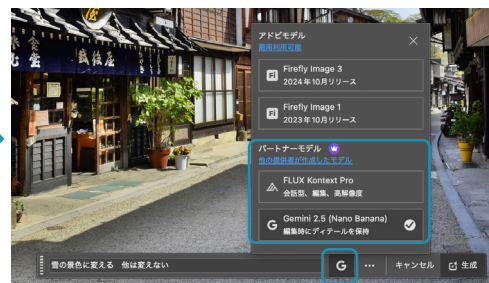 アドビモデル
商用利用可能
Fi Firefly Image 3
2024年10月リリース
Fi Firefly Image 1
2023年10月リリース
パートナーモデル
他の提供者が作成したモデル
FLUX Kontext Pro
会話型、編集、高解像度
G Gemini 2.5 (Nano Banana)
編集時にディテールを保持
雪の景色に変える 他は変えない G ... キャンセル 生成